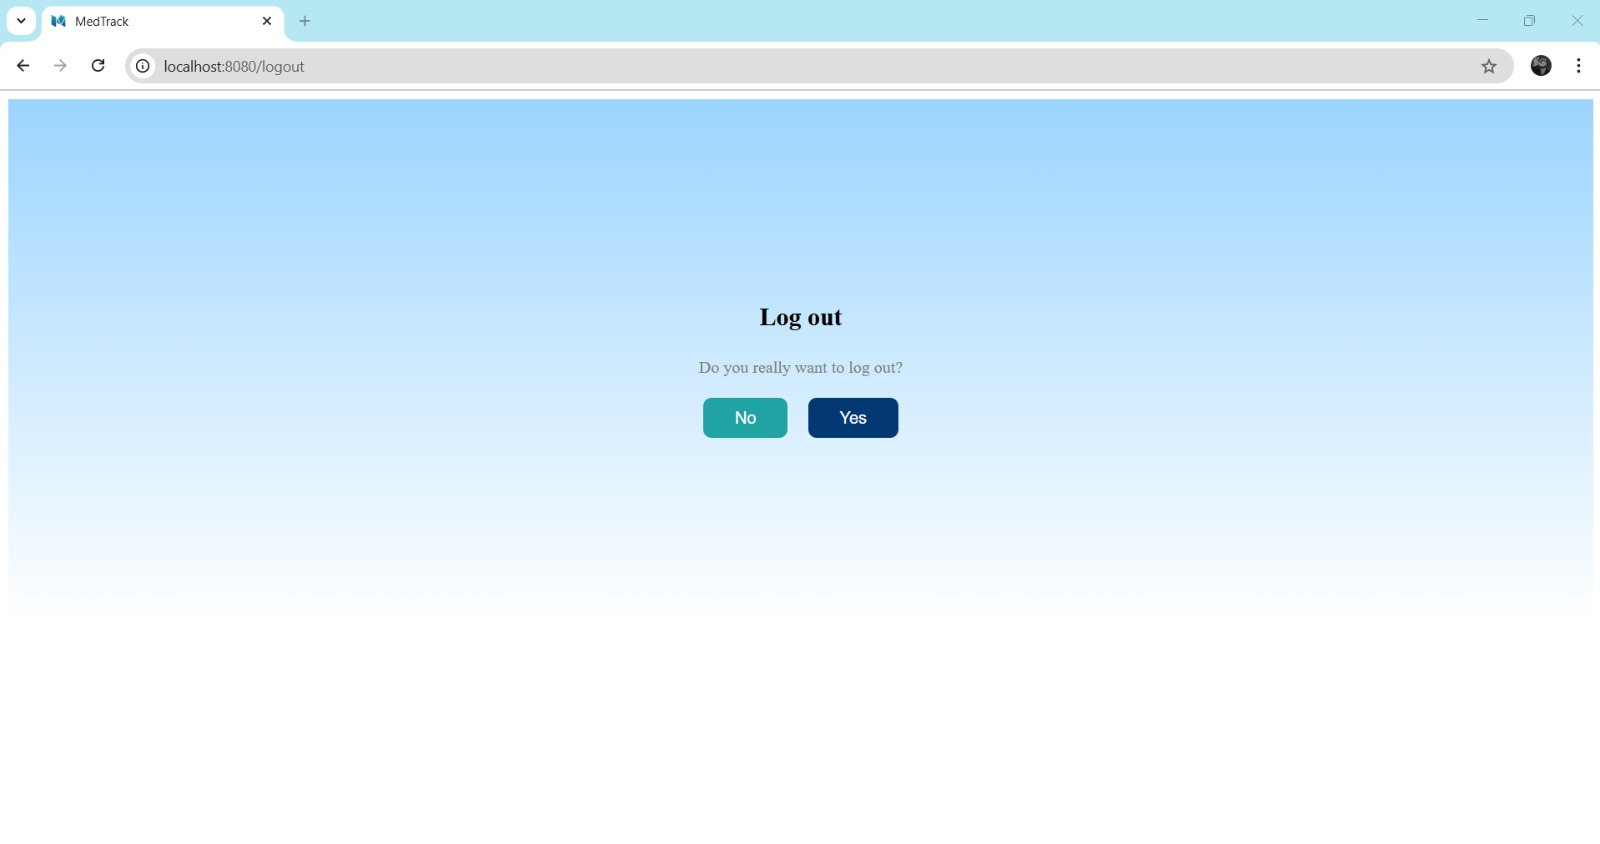 MedTrack
localhost:8080/logout
Log out
Do you really want to log out?
No Yes